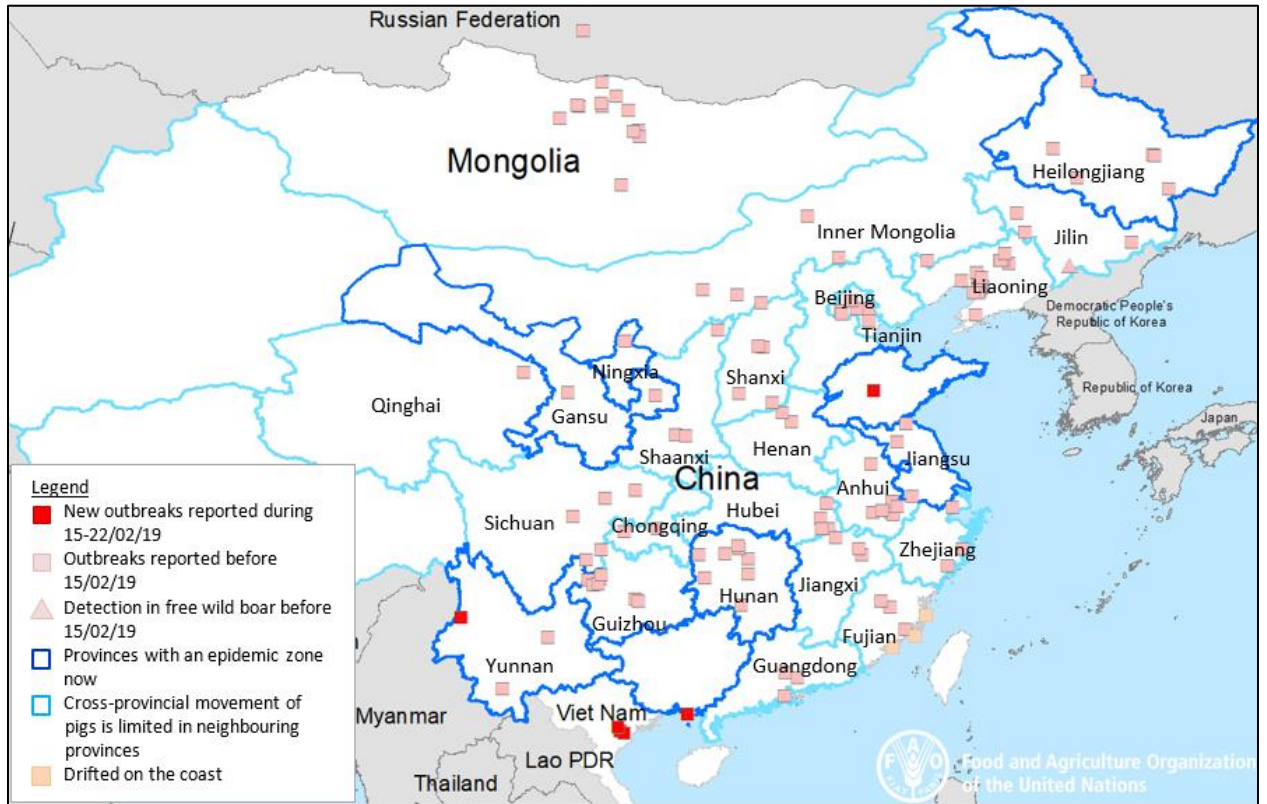 Russian Federation
Mongolia
Heilongjiang
Inner Mongolia
Jilin
Beijing
Liaoning
Democratic People's
Republic of Korea
Tianjin
Republic of Korea
Ningxia
Shanxi
Japan
Qinghai
Gansu
Henan
Shaanxi
China
Jiangsu
Anhui
Sichuan
Chongqing
Hubei
Zhejiang
Hunan
Jiangxi
Guizhou
Fujian
Yunnan
Guangdong
Myanmar
Viet Nam
Lao PDR
Thailand
Legend
New outbreaks reported during
15-22/02/19
Outbreaks reported before
15/02/19
Detection in free wild boar before
15/02/19
Provinces with an epidemic zone
now
Cross-provincial movement of
pigs is limited in neighbouring
provinces
Drifted on the coast
FAO
FIAT PANIS
Food and Agriculture Organization
of the United Nations